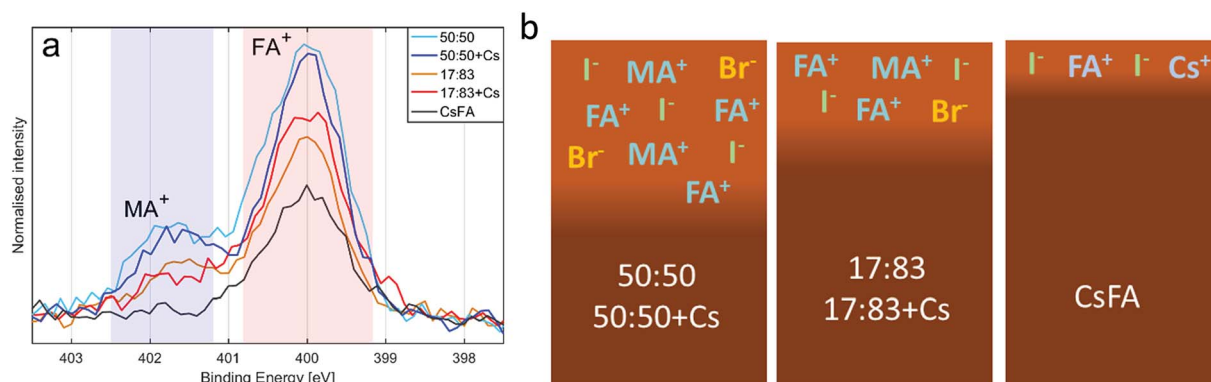 a
MA⁺
FA⁺
50:50
50:50+Cs
17:83
17:83+Cs
CsFA
Normalised intensity
403 402 401 400 399 398
Binding Energy [eV]
b
I⁻ MA⁺ Br⁻
FA⁺ I⁻ FA⁺
Br⁻ MA⁺ I⁻
FA⁺
50:50
50:50+Cs
FA⁺ MA⁺ I⁻
I⁻ FA⁺ Br⁻
17:83
17:83+Cs
I⁻ FA⁺ I⁻ Cs⁺
CsFA